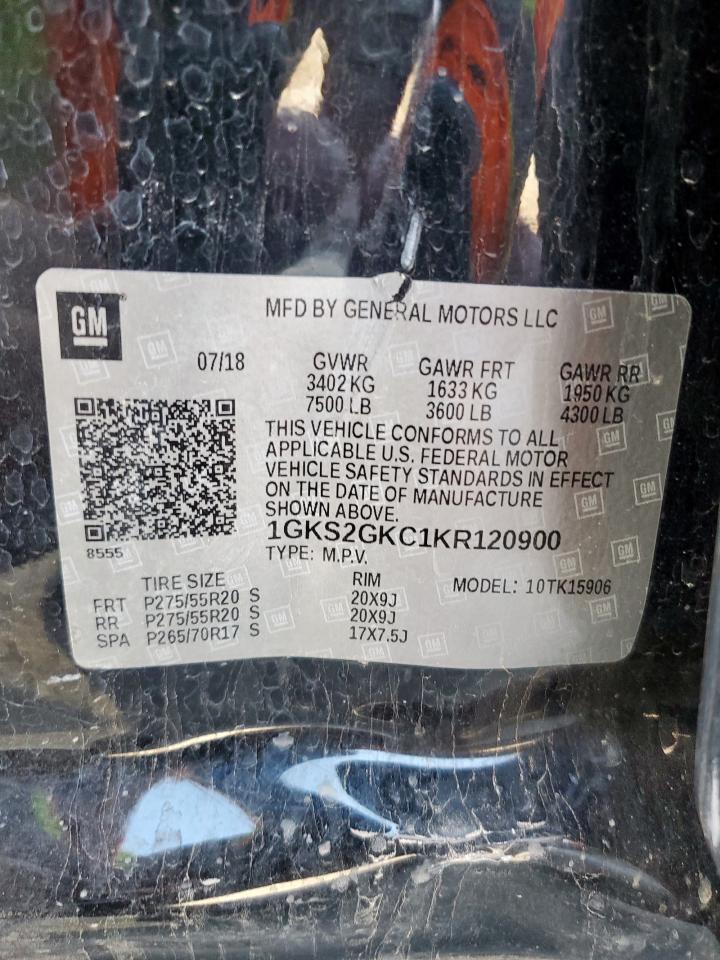 GM
MFD BY GENERAL MOTORS LLC
07/18
GVWR GAWR FRT GAWR RR
3402 KG 1633 KG 1950 KG
7500 LB 3600 LB 4300 LB
THIS VEHICLE CONFORMS TO ALL
APPLICABLE U.S. FEDERAL MOTOR
VEHICLE SAFETY STANDARDS IN EFFECT
ON THE DATE OF MANUFACTURE
SHOWN ABOVE.
8555
1GKS2GKC1KR120900
TYPE: M.P.V.
TIRE SIZE RIM MODEL: 10TK15906
FRT P275/55R20 S 20X9J
RR P275/55R20 S 20X9J
SPA P265/70R17 S 17X7.5J